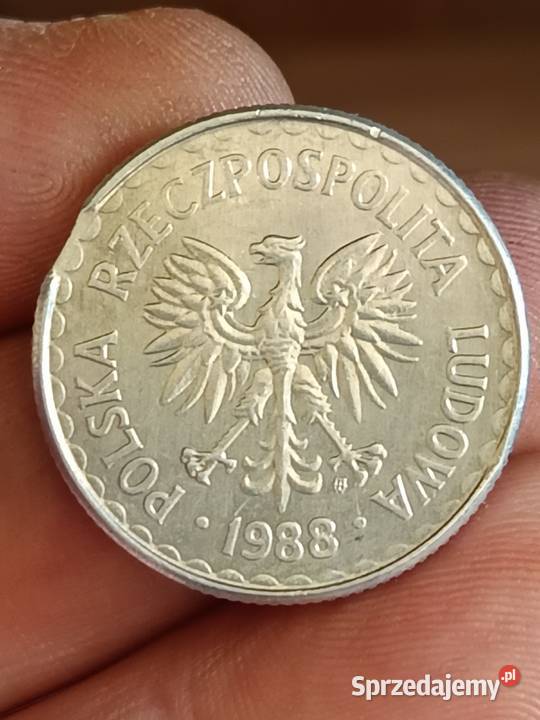 POLSKA RZECZPOSPOLITA LUDOWA
· 1988 ·
Sprzedajemy.pl